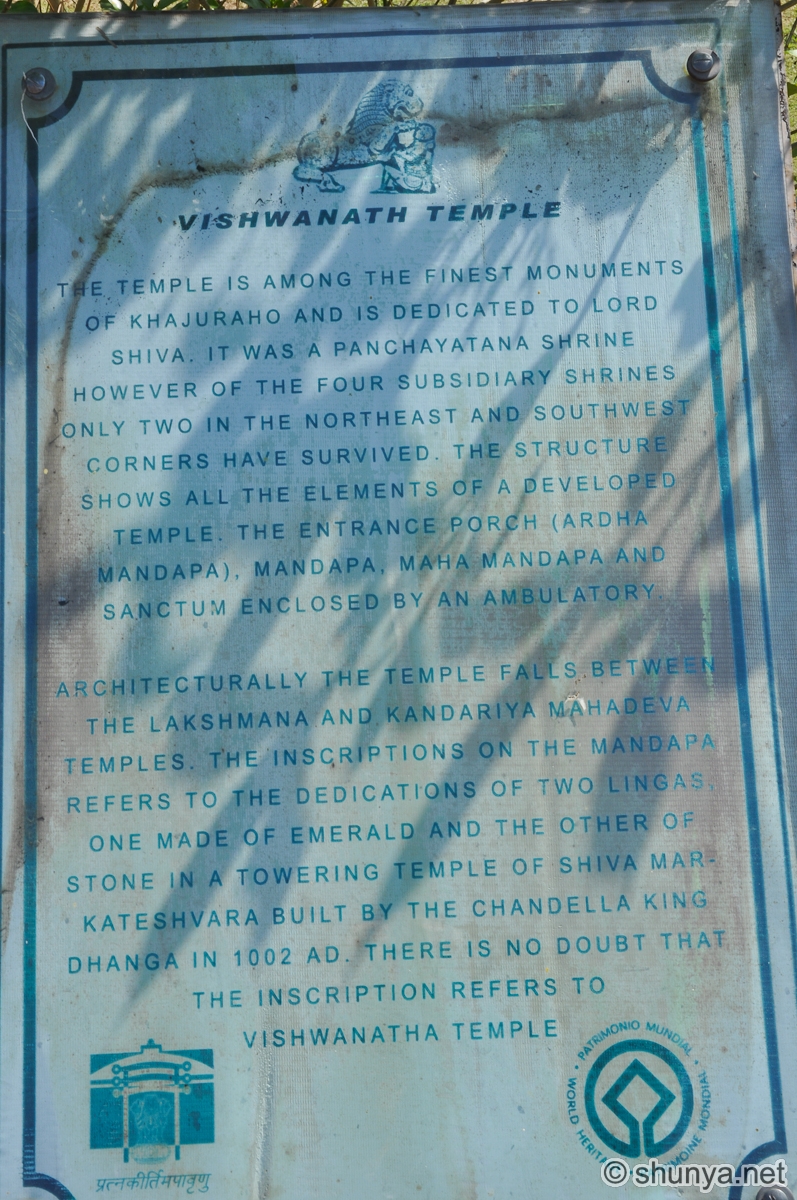 VISHWANATH TEMPLE
THE TEMPLE IS AMONG THE FINEST MONUMENTS
OF KHAJURAHO AND IS DEDICATED TO LORD
SHIVA. IT WAS A PANCHAYATANA SHRINE
HOWEVER OF THE FOUR SUBSIDIARY SHRINES
ONLY TWO IN THE NORTHEAST AND SOUTHWEST
CORNERS HAVE SURVIVED. THE STRUCTURE
SHOWS ALL THE ELEMENTS OF A DEVELOPED
TEMPLE. THE ENTRANCE PORCH (ARDHA
MANDAPA), MANDAPA, MAHA MANDAPA AND
SANCTUM ENCLOSED BY AN AMBULATORY.
ARCHITECTURALLY THE TEMPLE FALLS BETWEEN
THE LAKSHMANA AND KANDARIYA MAHADEVA
TEMPLES. THE INSCRIPTIONS ON THE MANDAPA
REFERS TO THE DEDICATIONS OF TWO LINGAS,
ONE MADE OF EMERALD AND THE OTHER OF
STONE IN A TOWERING TEMPLE OF SHIVA MAR-
KATESHVARA BUILT BY THE CHANDELLA KING
DHANGA IN 1002 AD. THERE IS NO DOUBT THAT
THE INSCRIPTION REFERS TO
VISHWANATHA TEMPLE
प्रत्नकीर्तिमपावृणु
PATRIMONIO MUNDIAL
WORLD
MONDIAL
© shunya.net